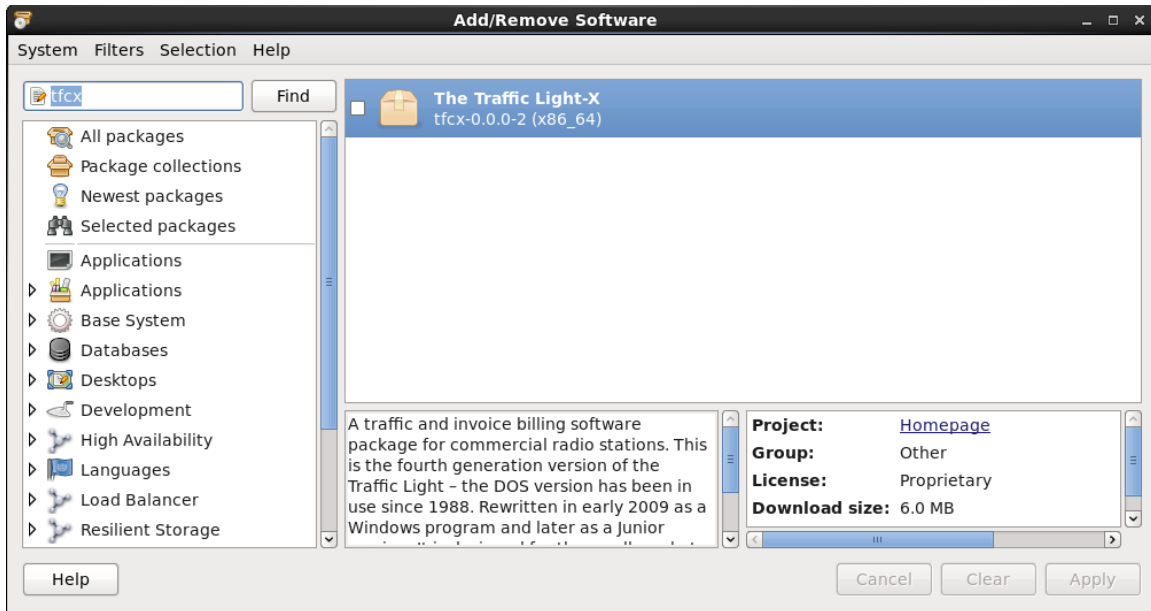 Add/Remove Software
System Filters Selection Help
tfcx
Find
All packages
Package collections
Newest packages
Selected packages
Applications
Applications
Base System
Databases
Desktops
Development
High Availability
Languages
Load Balancer
Resilient Storage
The Traffic Light-X
tfcx-0.0.0-2 (x86_64)
A traffic and invoice billing software
package for commercial radio stations. This
is the fourth generation version of the
Traffic Light – the DOS version has been in
use since 1988. Rewritten in early 2009 as a
Windows program and later as a Junior
Project: Homepage
Group: Other
License: Proprietary
Download size: 6.0 MB
Help
Cancel
Clear
Apply